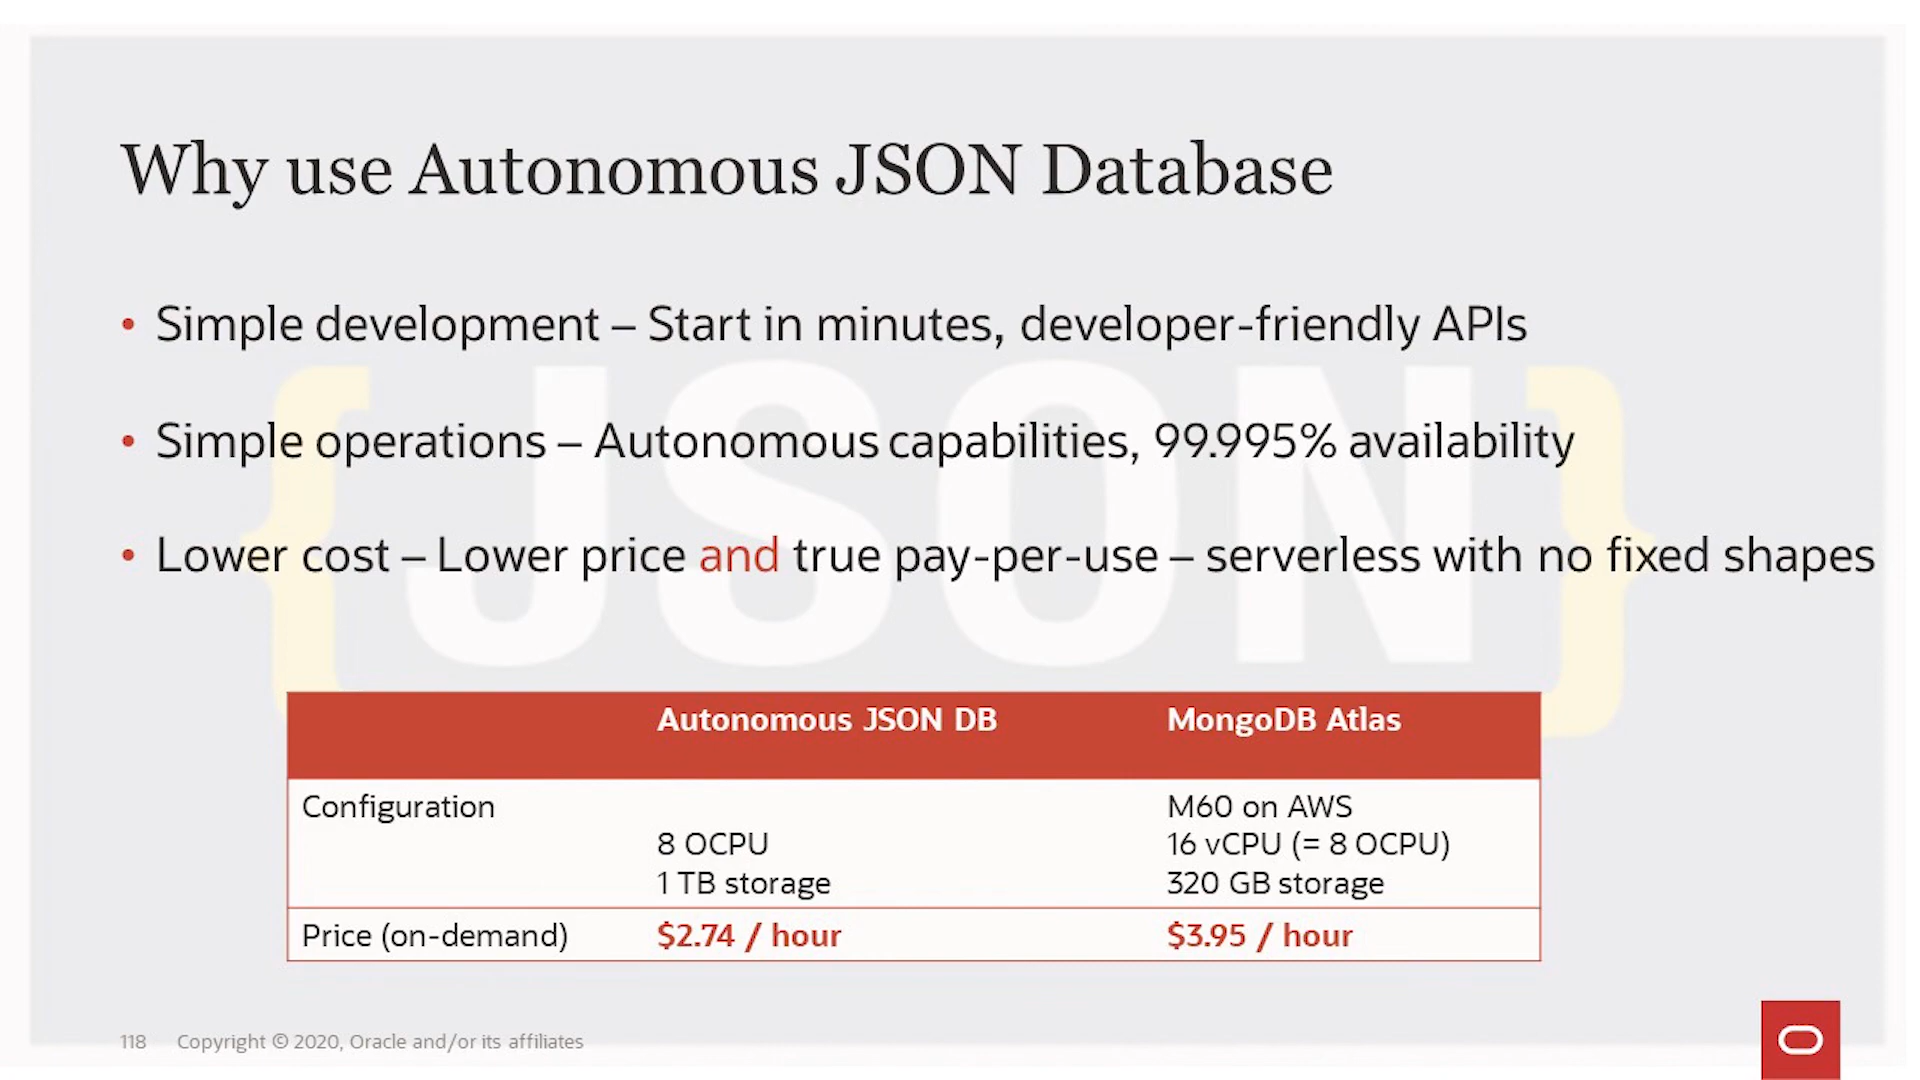 Why use Autonomous JSON Database
• Simple development – Start in minutes, developer-friendly APIs
• Simple operations – Autonomous capabilities, 99.995% availability
• Lower cost – Lower price and true pay-per-use – serverless with no fixed shapes
{JSON}
Autonomous JSON DB MongoDB Atlas
Configuration M60 on AWS
8 OCPU 16 vCPU (= 8 OCPU)
1 TB storage 320 GB storage
Price (on-demand) $2.74 / hour $3.95 / hour
118 Copyright © 2020, Oracle and/or its affiliates